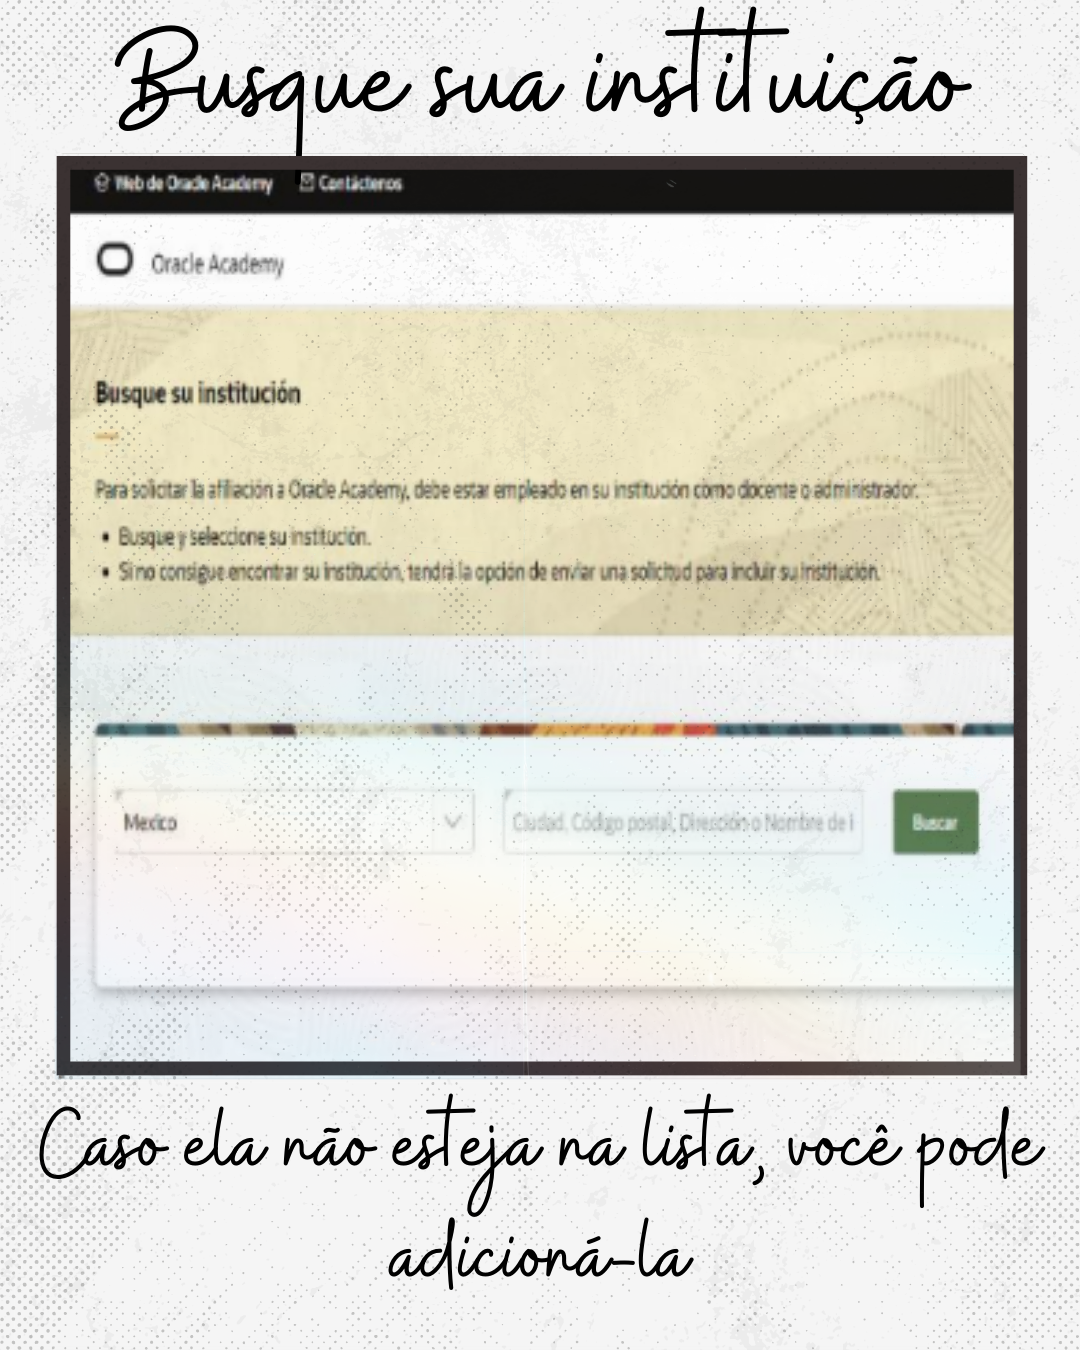 Busque sua instituição
Web de Oracle Academy Contáctenos
Oracle Academy
Busque su institución
Para solicitar la afiliación a Oracle Academy, debe estar empleado en su institución como docente o administrador.
• Busque y seleccione su institución.
• Si no consigue encontrar su institución, tendrá la opción de enviar una solicitud para incluir su institución.
Mexico Ciudad, Código postal, Dirección o Nombre de i Buscar
Caso ela não esteja na lista, você pode
adicioná-la